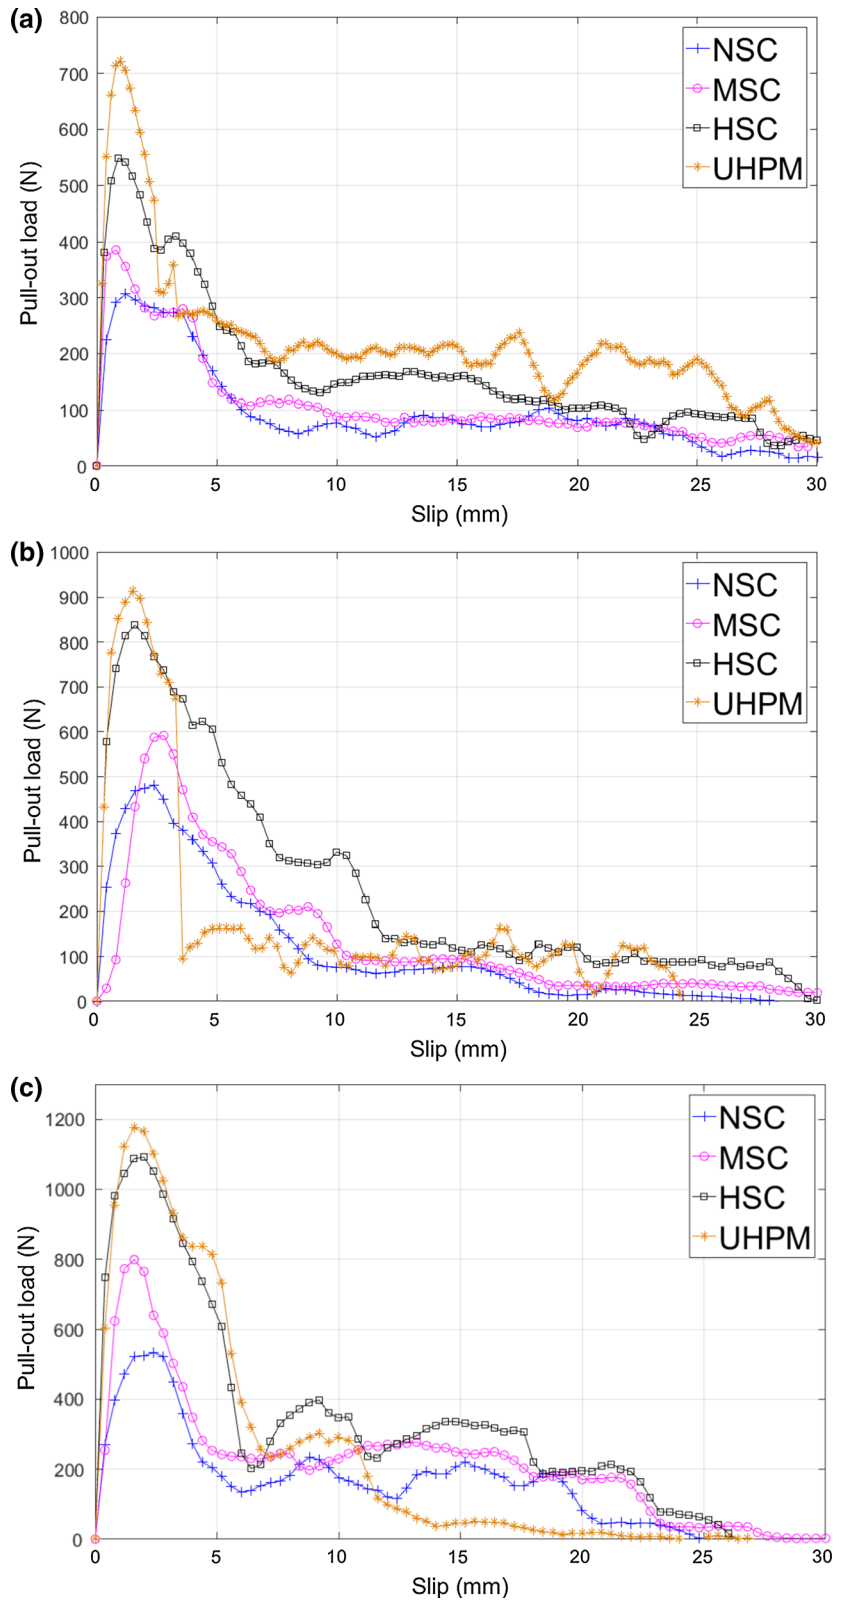 (a)
800
700
600
500
400
300
200
100
0
Pull-out load (N)
NSC
MSC
HSC
UHPM
0 5 10 15 20 25 30
Slip (mm)
(b)
1000
900
800
700
600
500
400
300
200
100
0
Pull-out load (N)
NSC
MSC
HSC
UHPM
0 5 10 15 20 25 30
Slip (mm)
(c)
1200
1000
800
600
400
200
0
Pull-out load (N)
NSC
MSC
HSC
UHPM
0 5 10 15 20 25 30
Slip (mm)